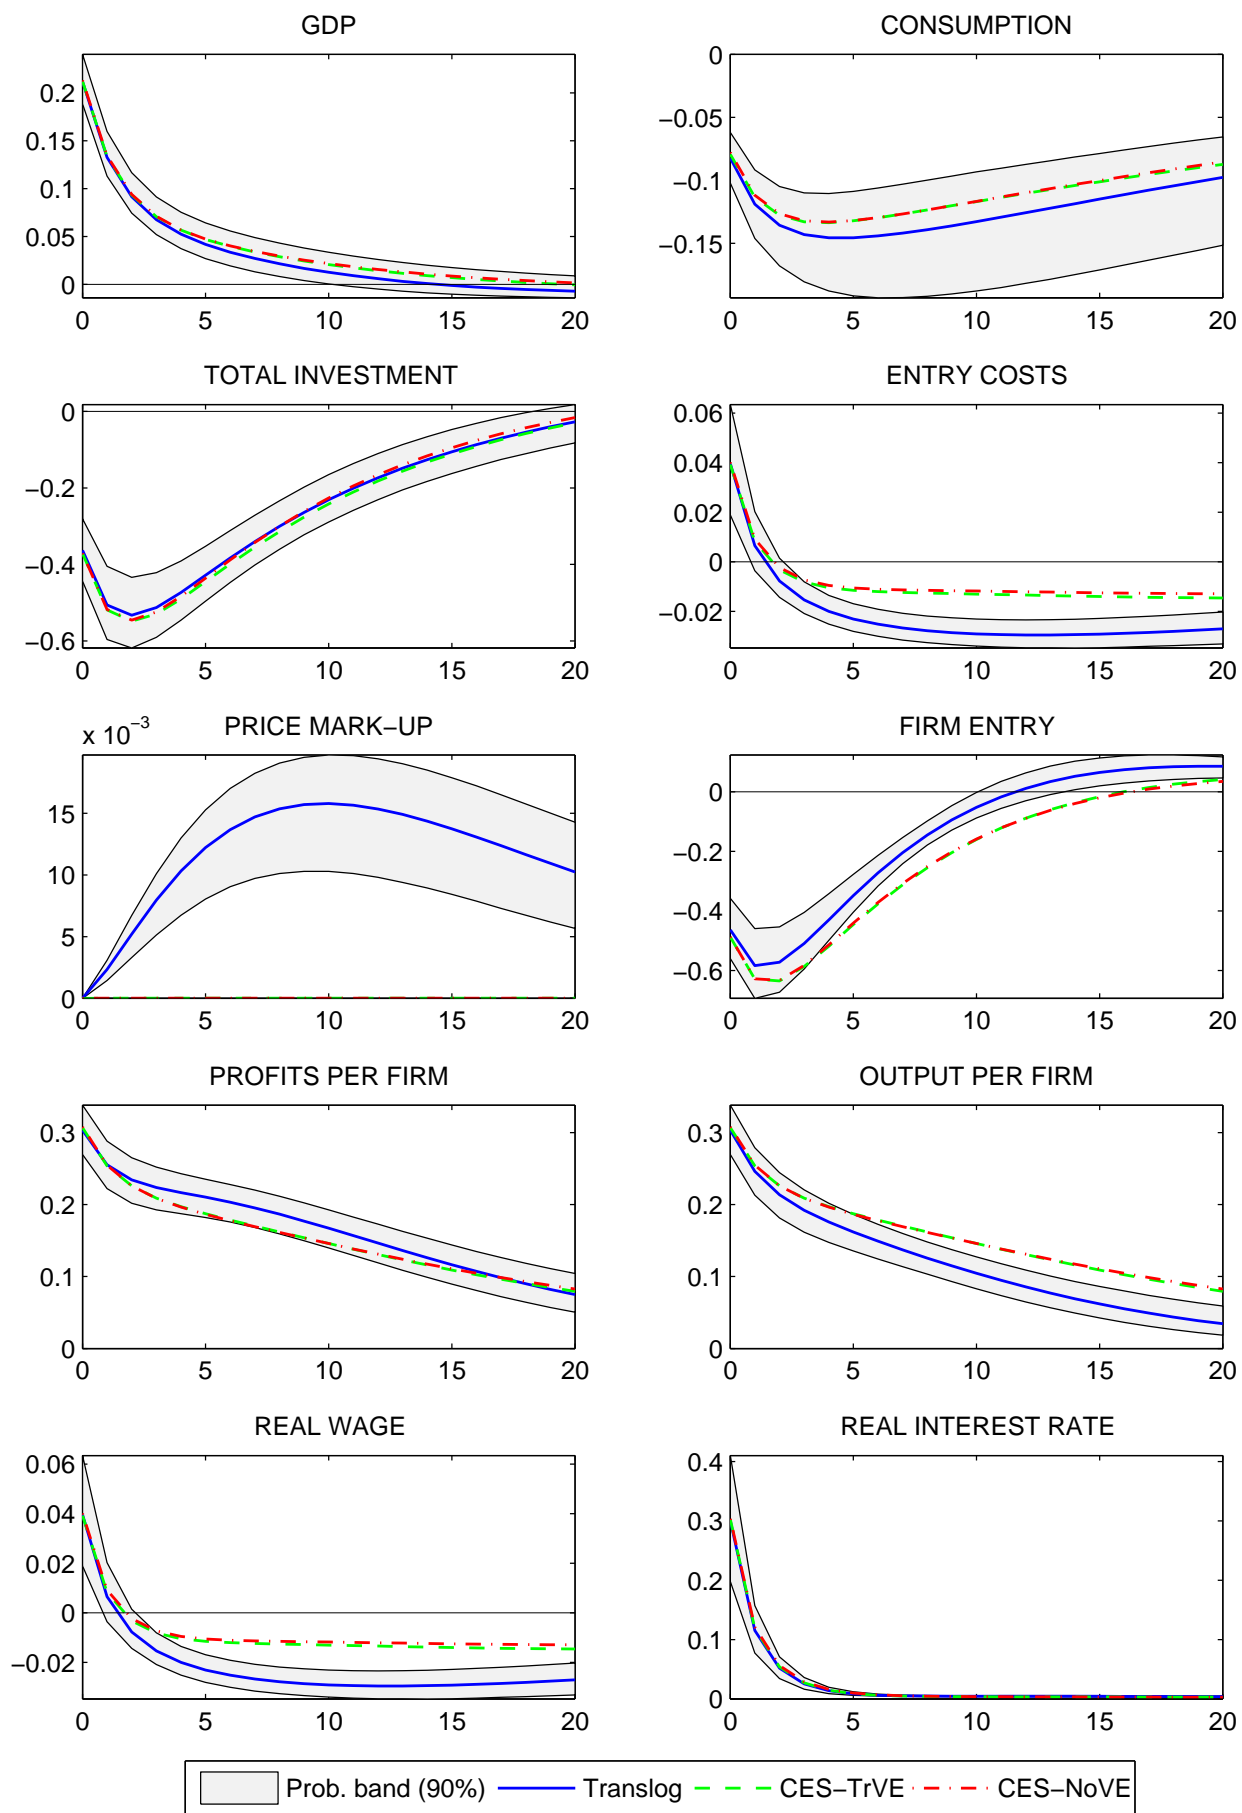 GDP
0.2
0.15
0.1
0.05
0
0 5 10 15 20
CONSUMPTION
0
−0.05
−0.1
−0.15
0 5 10 15 20
TOTAL INVESTMENT
0
−0.2
−0.4
−0.6
0 5 10 15 20
ENTRY COSTS
0.06
0.04
0.02
0
−0.02
0 5 10 15 20
PRICE MARK−UP
x 10−3
15
10
5
0
0 5 10 15 20
FIRM ENTRY
0
−0.2
−0.4
−0.6
0 5 10 15 20
PROFITS PER FIRM
0.3
0.2
0.1
0
0 5 10 15 20
OUTPUT PER FIRM
0.3
0.2
0.1
0
0 5 10 15 20
REAL WAGE
0.06
0.04
0.02
0
−0.02
0 5 10 15 20
REAL INTEREST RATE
0.4
0.3
0.2
0.1
0
0 5 10 15 20
Prob. band (90%) Translog CES−TrVE CES−NoVE